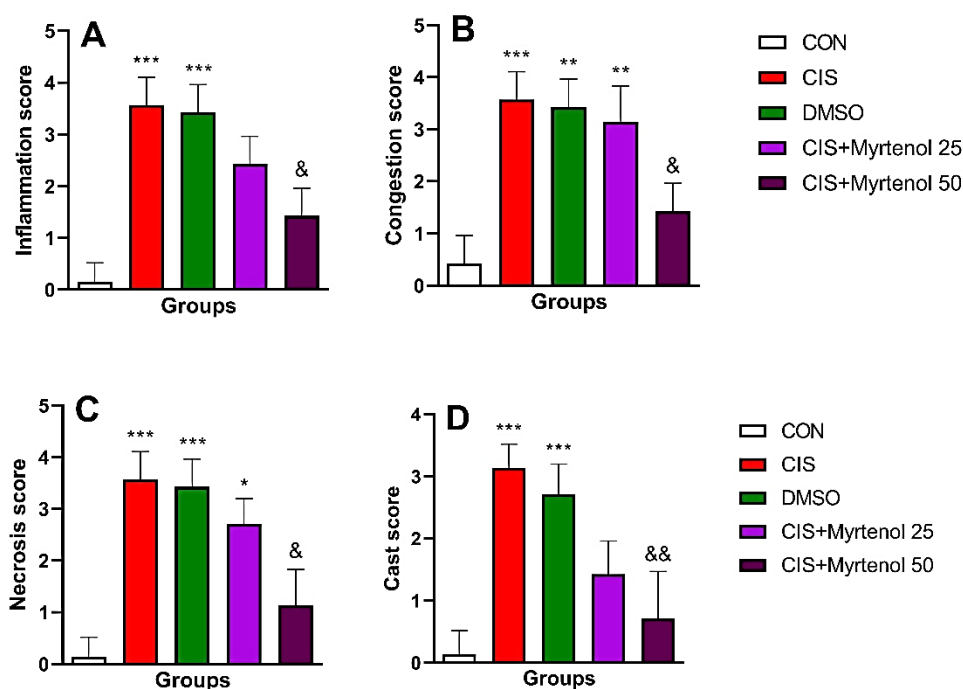 A
Inflammation score
5
4
3
2
1
0
***
***
&
Groups
B
Congestion score
5
4
3
2
1
0
***
**
**
&
Groups
CON
CIS
DMSO
CIS+Myrtenol 25
CIS+Myrtenol 50
C
Necrosis score
5
4
3
2
1
0
***
***
*
&
Groups
D
Cast score
4
3
2
1
0
***
***
&&
Groups
CON
CIS
DMSO
CIS+Myrtenol 25
CIS+Myrtenol 50